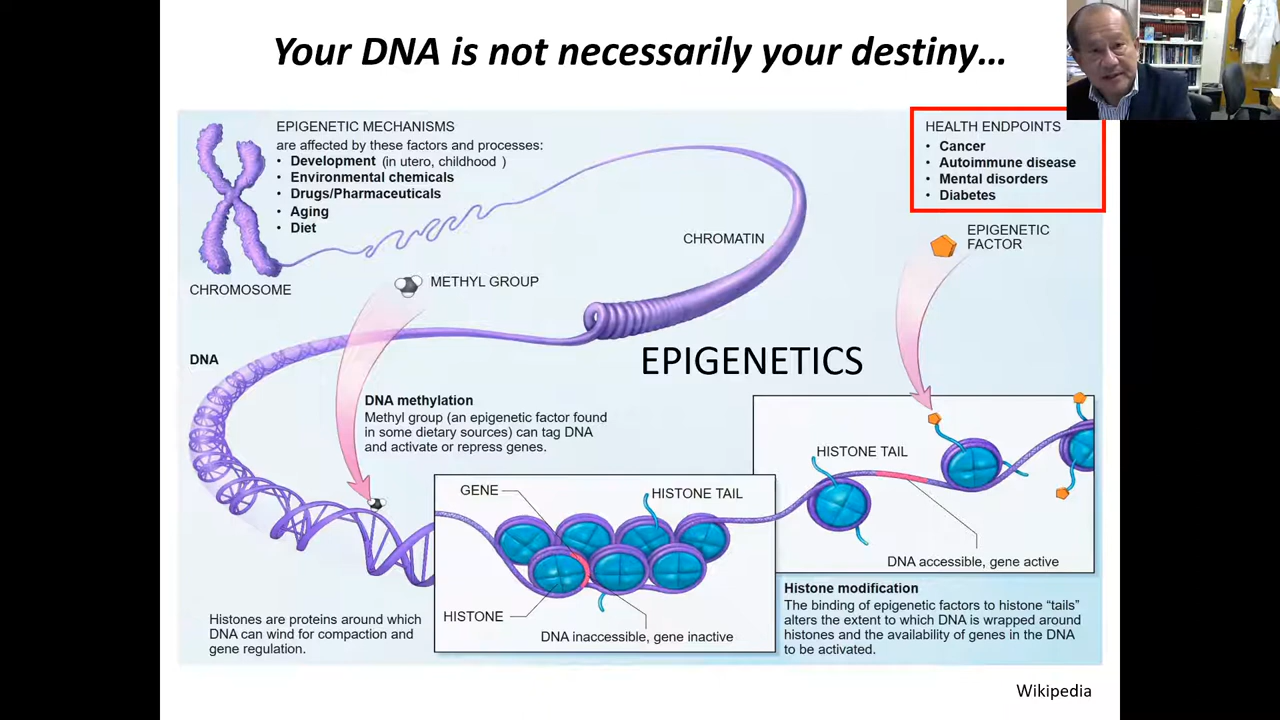 Your DNA is not necessarily your destiny...
EPIGENETIC MECHANISMS
are affected by these factors and processes:
• Development (in utero, childhood )
• Environmental chemicals
• Drugs/Pharmaceuticals
• Aging
• Diet
HEALTH ENDPOINTS
• Cancer
• Autoimmune disease
• Mental disorders
• Diabetes
EPIGENETIC
FACTOR
CHROMATIN
CHROMOSOME
METHYL GROUP
DNA
EPIGENETICS
DNA methylation
Methyl group (an epigenetic factor found
in some dietary sources) can tag DNA
and activate or repress genes.
HISTONE TAIL
GENE
HISTONE TAIL
DNA accessible, gene active
HISTONE
DNA inaccessible, gene inactive
Histones are proteins around which
DNA can wind for compaction and
gene regulation.
Histone modification
The binding of epigenetic factors to histone “tails”
alters the extent to which DNA is wrapped around
histones and the availability of genes in the DNA
to be activated.
Wikipedia